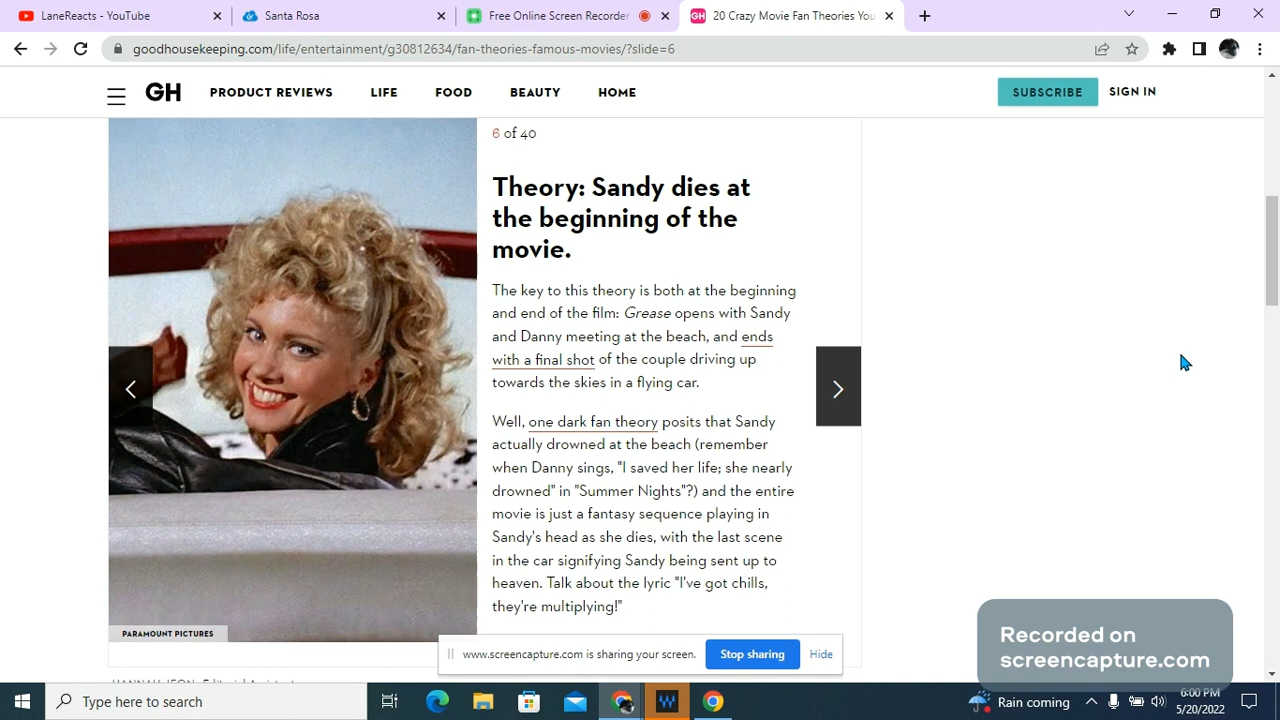 LaneReacts - YouTube
Santa Rosa
Free Online Screen Recorder
20 Crazy Movie Fan Theories You
goodhousekeeping.com/life/entertainment/g30812634/fan-theories-famous-movies/?slide=6
GH
PRODUCT REVIEWS
LIFE
FOOD
BEAUTY
HOME
SUBSCRIBE
SIGN IN
6 of 40
Theory: Sandy dies at
the beginning of the
movie.
The key to this theory is both at the beginning
and end of the film: Grease opens with Sandy
and Danny meeting at the beach, and ends
with a final shot of the couple driving up
towards the skies in a flying car.
Well, one dark fan theory posits that Sandy
actually drowned at the beach (remember
when Danny sings, "I saved her life; she nearly
drowned" in "Summer Nights"?) and the entire
movie is just a fantasy sequence playing in
Sandy's head as she dies, with the last scene
in the car signifying Sandy being sent up to
heaven. Talk about the lyric "I've got chills,
they're multiplying!"
PARAMOUNT PICTURES
www.screencapture.com is sharing your screen.
Stop sharing
Hide
Recorded on
screencapture.com
Type here to search
Rain coming
6:00 PM
5/20/2022